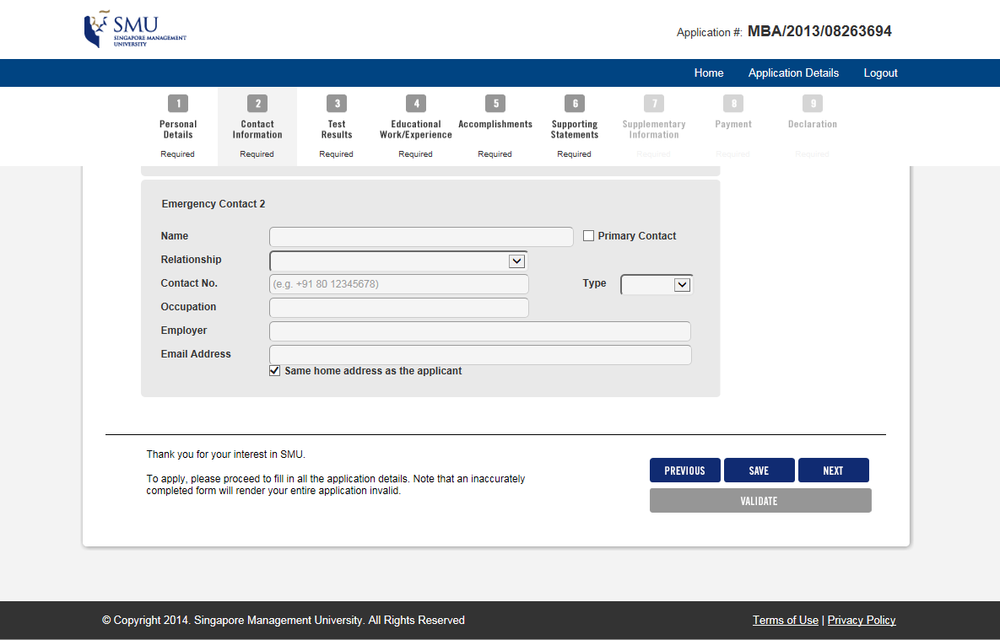 SMU
SINGAPORE MANAGEMENT
UNIVERSITY
Application #: MBA/2013/08263694
Home Application Details Logout
1 2 3 4 5 6 7 8 9
Personal Details Contact Information Test Results Educational Work/Experience Accomplishments Supporting Statements Supplementary Information Payment Declaration
Required Required Required Required Required Required Required Required Required
Emergency Contact 2
Name Primary Contact
Relationship
Contact No. (e.g. +91 80 12345678) Type
Occupation
Employer
Email Address
Same home address as the applicant
Thank you for your interest in SMU.
To apply, please proceed to fill in all the application details. Note that an inaccurately
completed form will render your entire application invalid.
PREVIOUS SAVE NEXT
VALIDATE
© Copyright 2014. Singapore Management University. All Rights Reserved Terms of Use | Privacy Policy